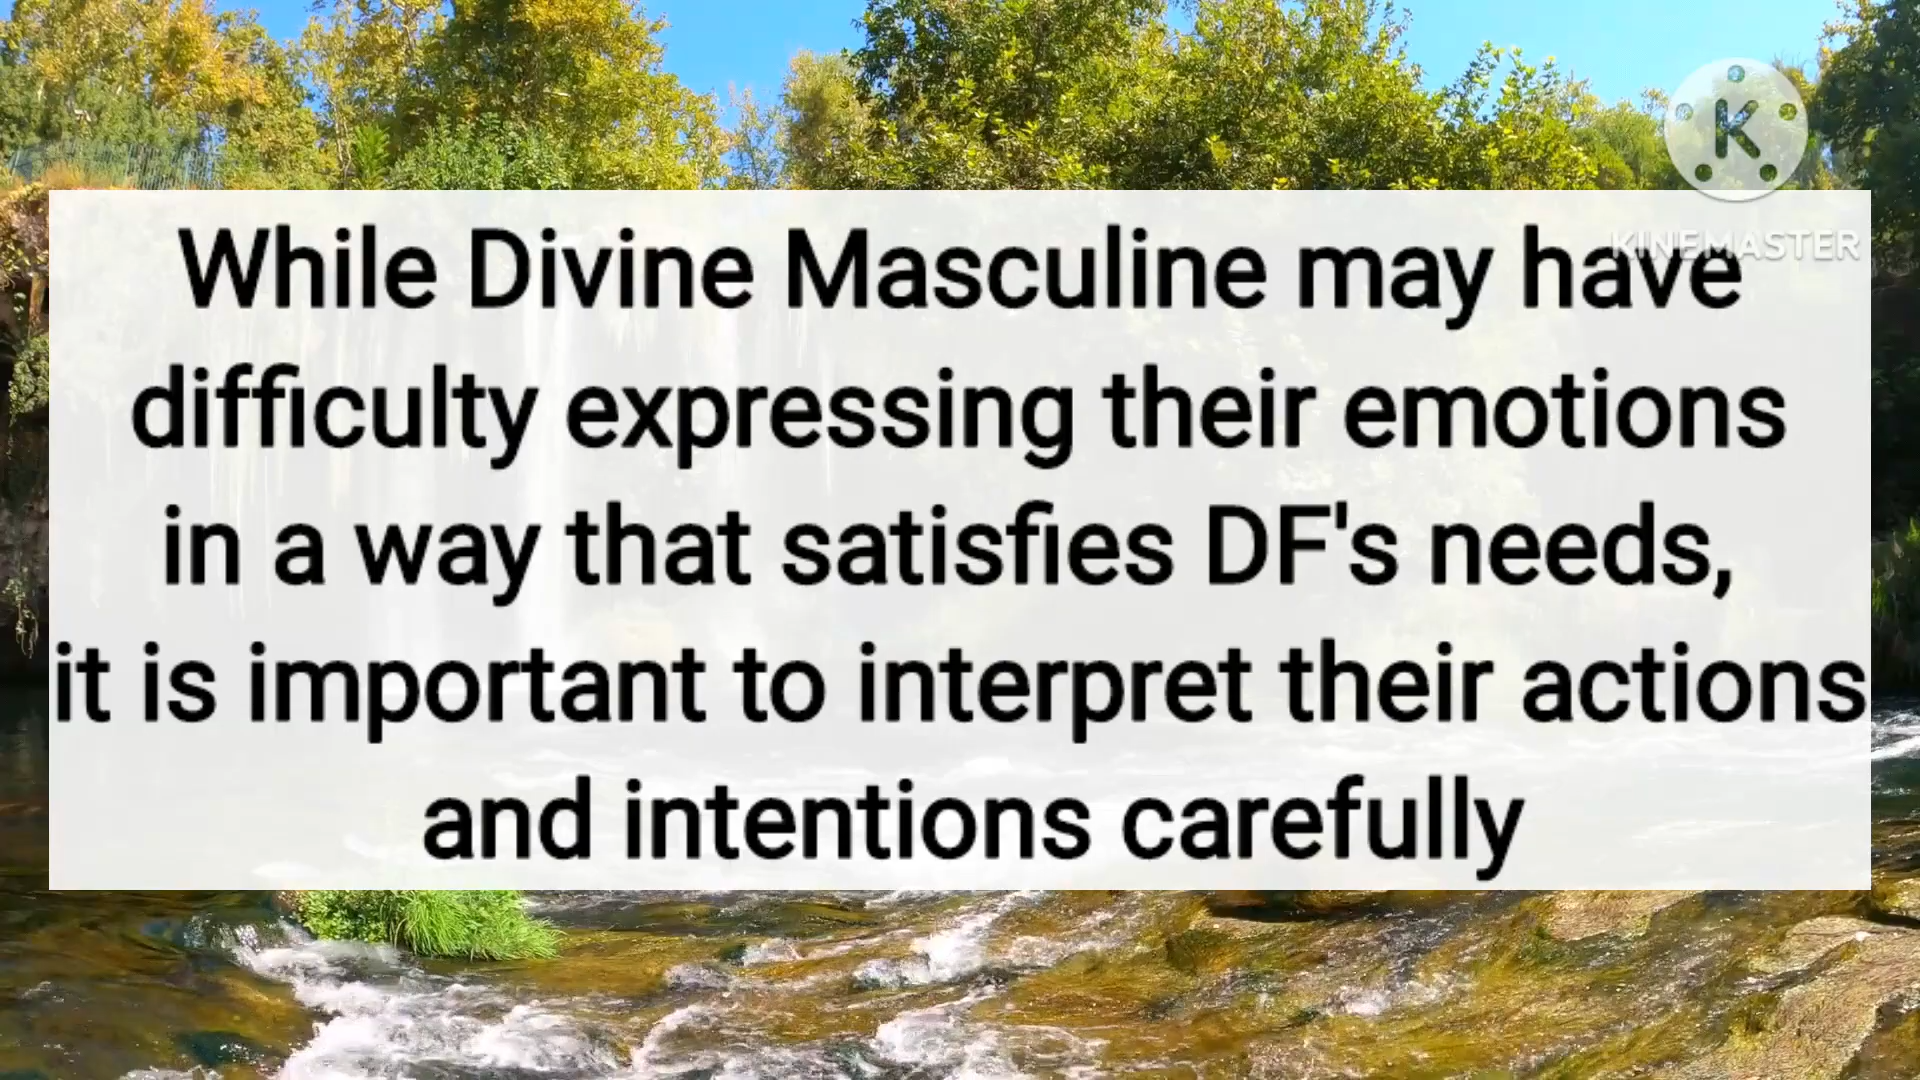 While Divine Masculine may have
difficulty expressing their emotions
in a way that satisfies DF's needs,
it is important to interpret their actions
and intentions carefully
K
KINEMASTER